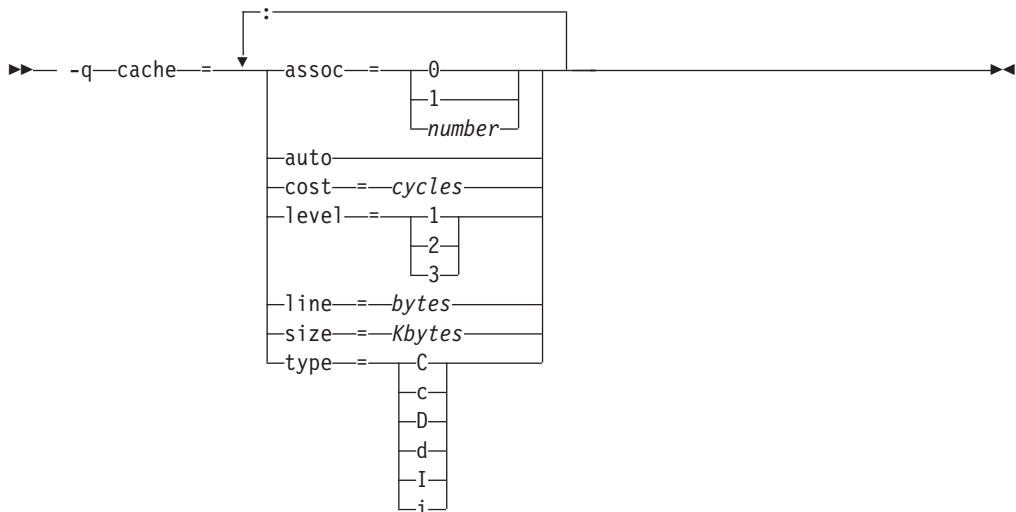 :
-q cache = assoc = 0
1
number
auto
cost = cycles
level = 1
2
3
line = bytes
size = Kbytes
type = C
c
D
d
I
i